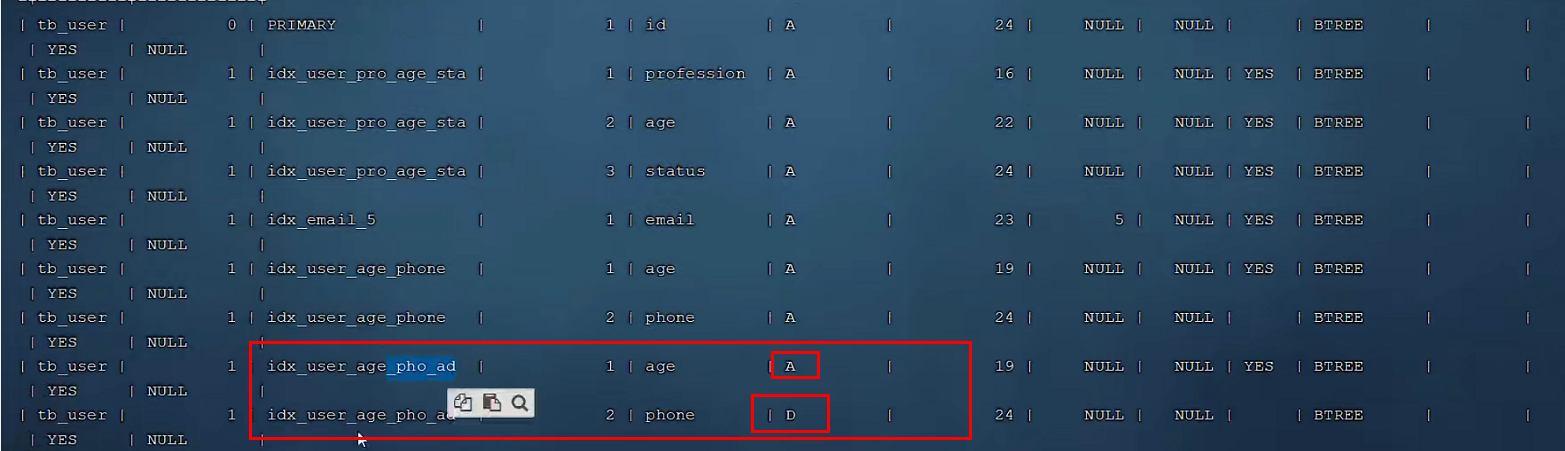 | tb_user | 0 | PRIMARY | 1 | id | A | 24 | NULL | NULL | | BTREE | |
| YES | NULL |
| tb_user | 1 | idx_user_pro_age_sta | 1 | profession | A | 16 | NULL | NULL | YES | BTREE | |
| YES | NULL |
| tb_user | 1 | idx_user_pro_age_sta | 2 | age | A | 22 | NULL | NULL | YES | BTREE | |
| YES | NULL |
| tb_user | 1 | idx_user_pro_age_sta | 3 | status | A | 24 | NULL | NULL | YES | BTREE | |
| YES | NULL |
| tb_user | 1 | idx_email_5 | 1 | email | A | 23 | 5 | NULL | YES | BTREE | |
| YES | NULL |
| tb_user | 1 | idx_user_age_phone | 1 | age | A | 19 | NULL | NULL | YES | BTREE | |
| YES | NULL |
| tb_user | 1 | idx_user_age_phone | 2 | phone | A | 24 | NULL | NULL | | BTREE | |
| YES | NULL |
| tb_user | 1 | idx_user_age_pho_ad | 1 | age | A | 19 | NULL | NULL | YES | BTREE | |
| YES | NULL |
| tb_user | 1 | idx_user_age_pho_ad | 2 | phone | D | 24 | NULL | NULL | | BTREE | |
| YES | NULL |